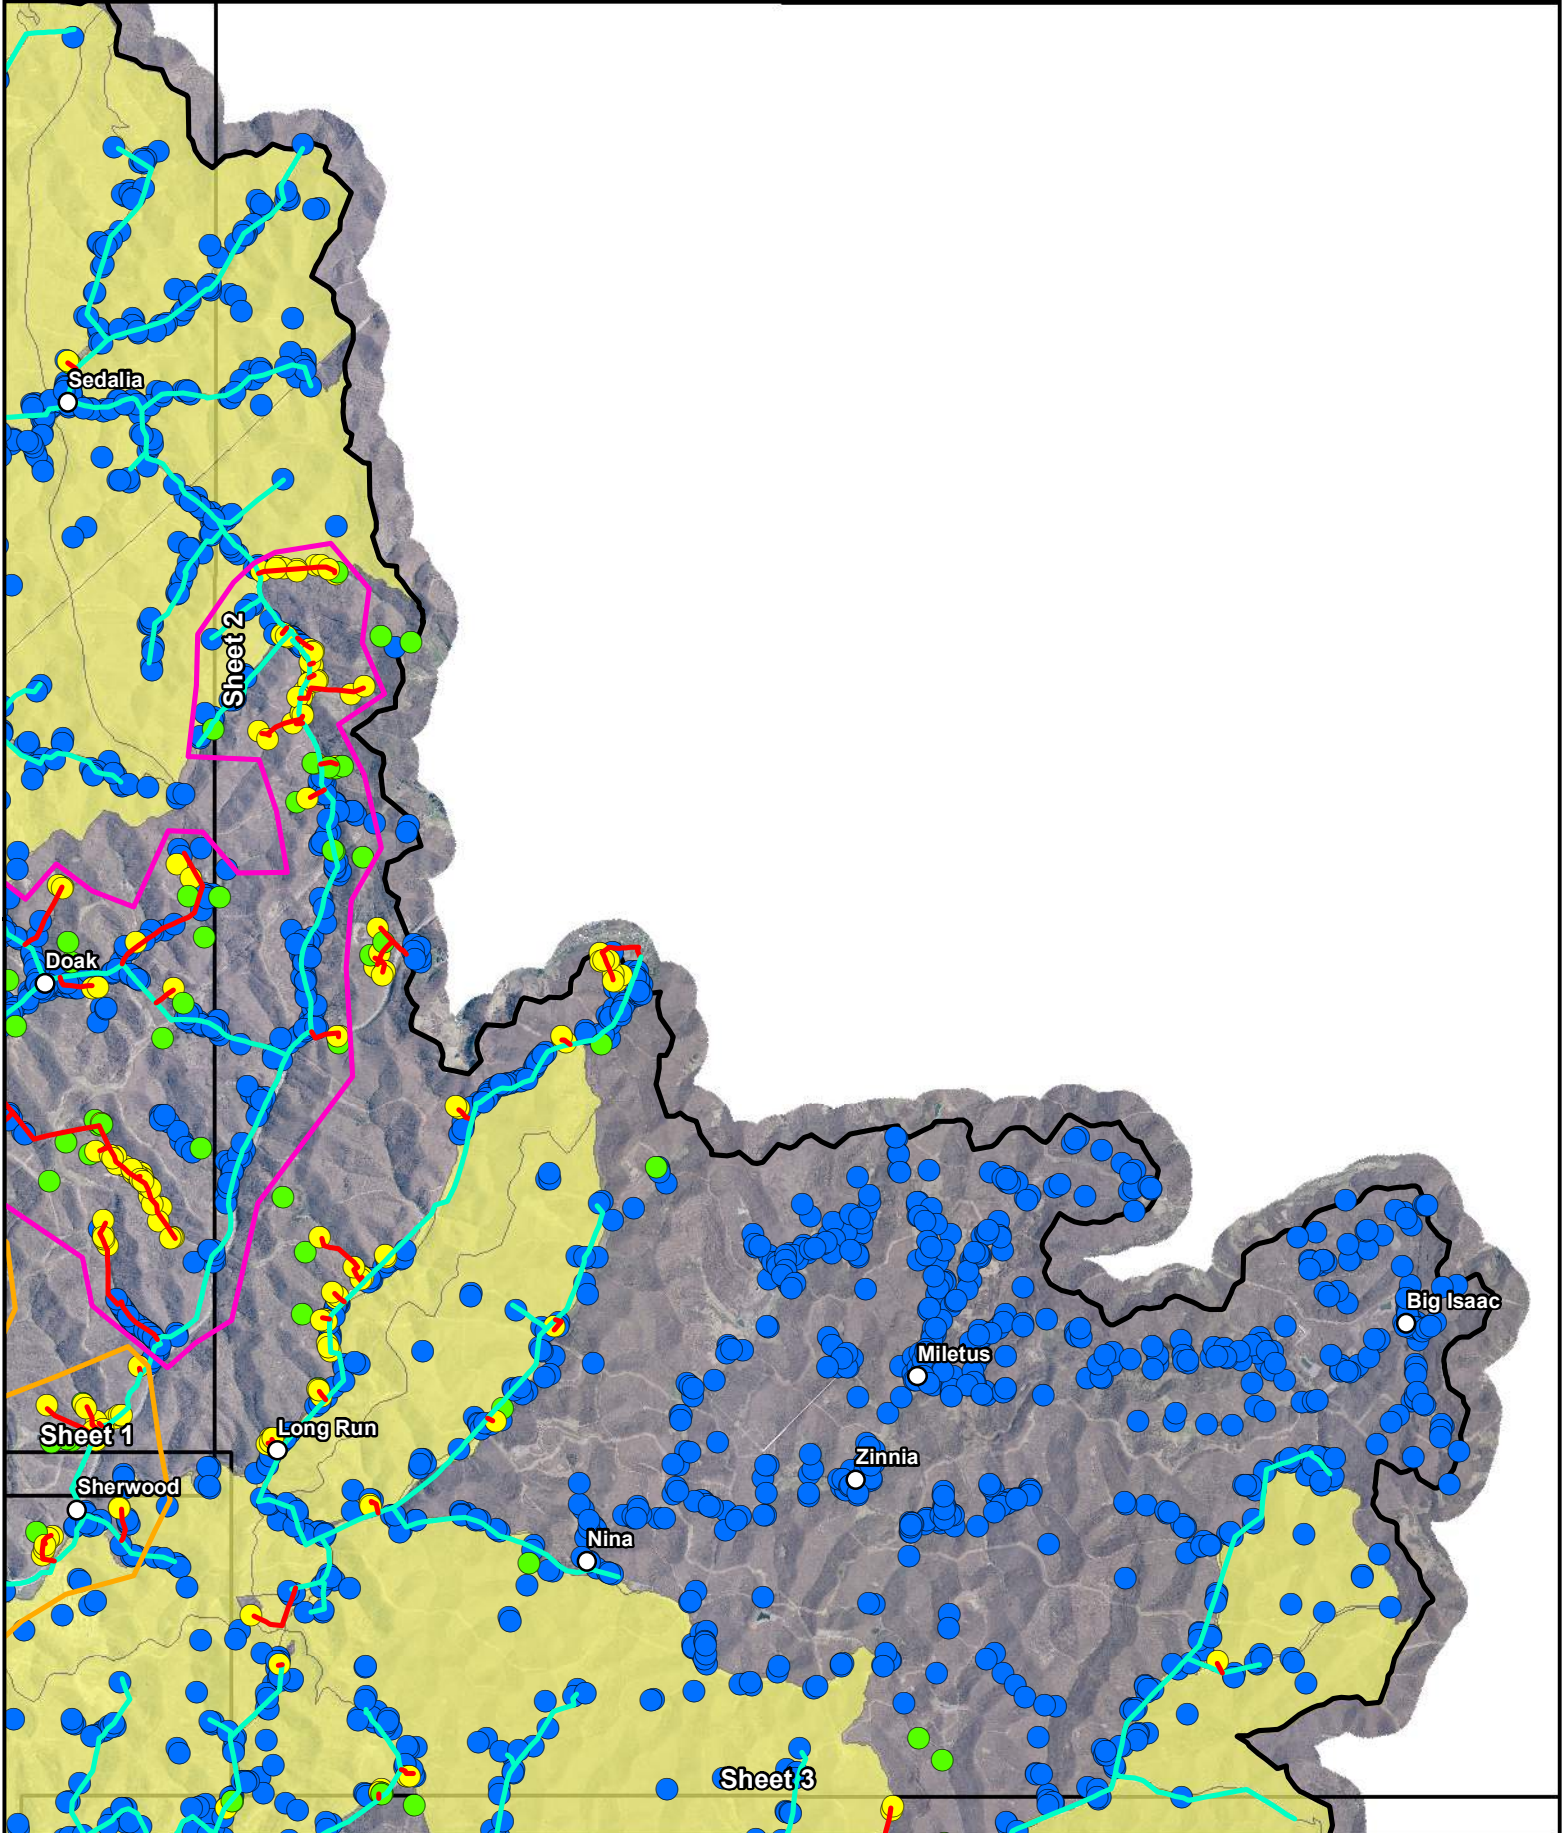 Sedalia
Sheet 2
Doak
Big Isaac
Miletus
Long Run
Sheet 1
Zinnia
Sherwood
Nina
Sheet 3